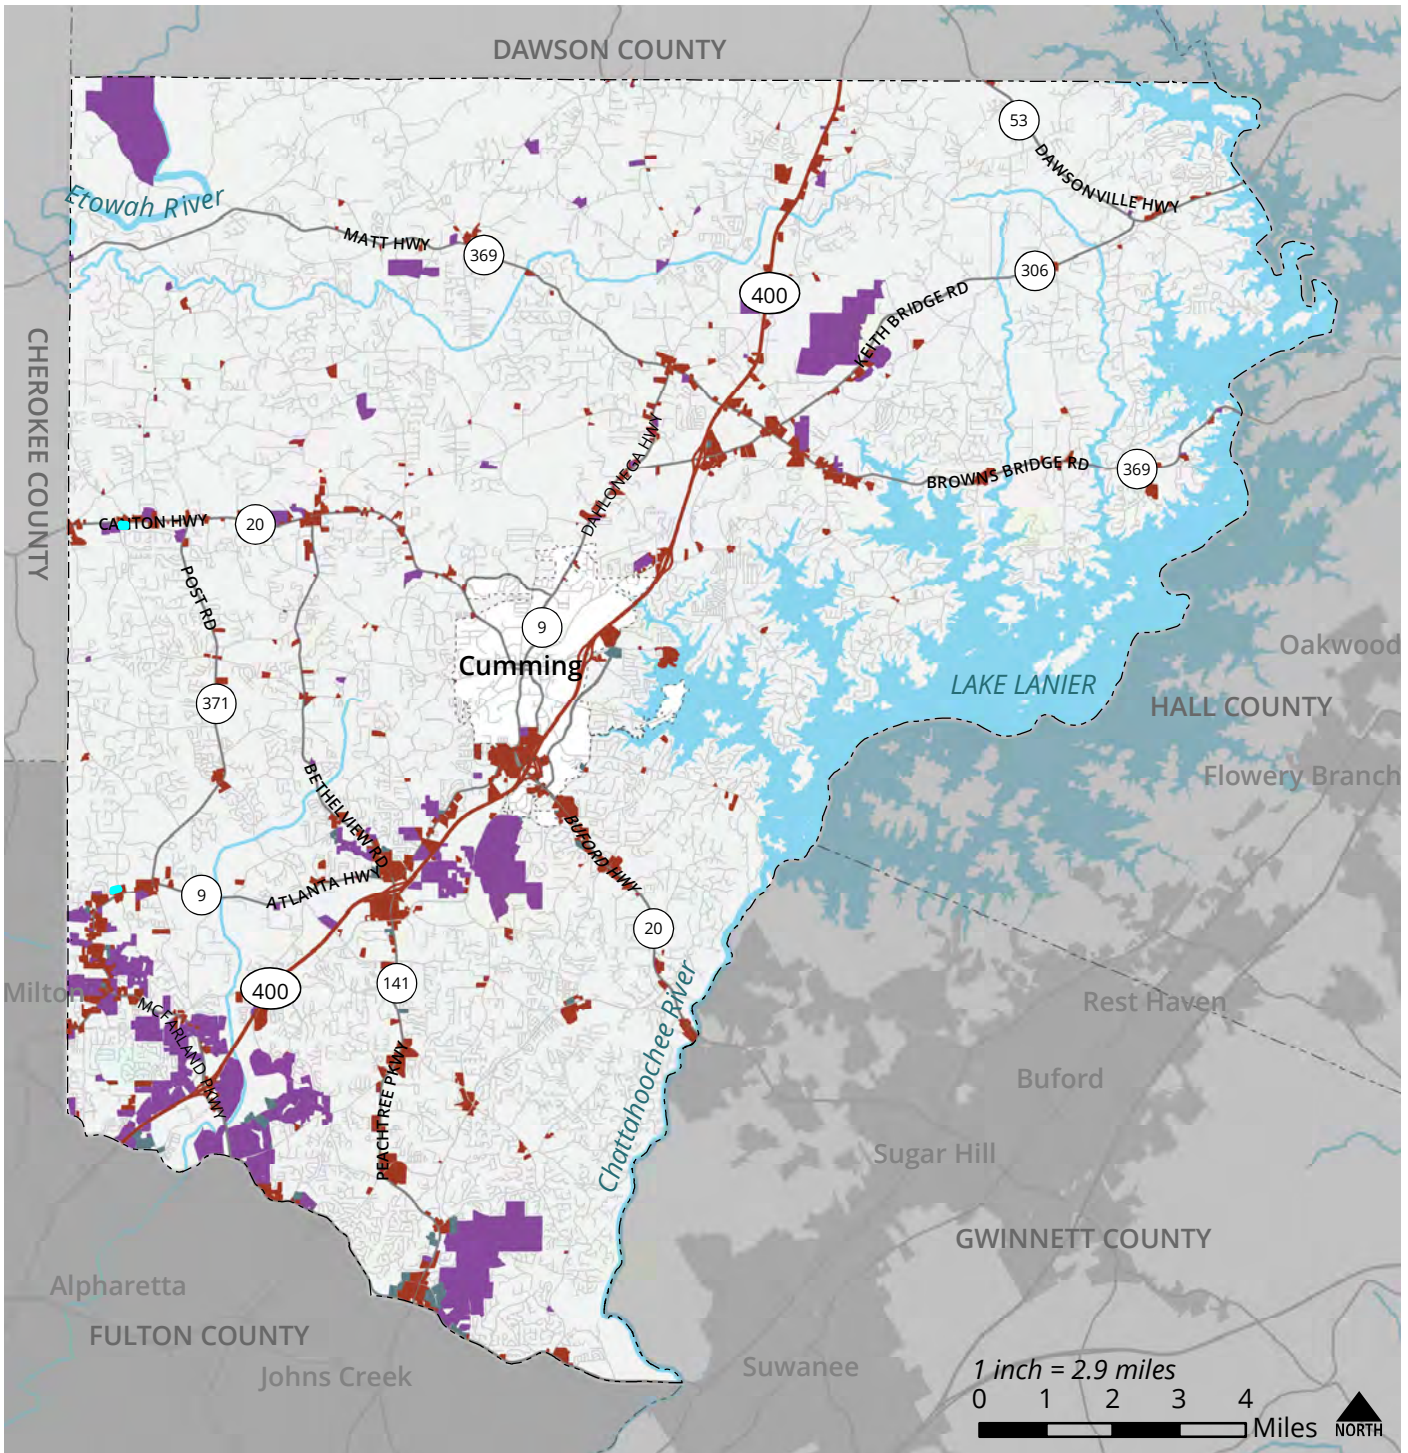 DAWSON COUNTY
53
DAWSONVILLE HWY
Etowah River
MATT HWY
369
306
400
KEITH BRIDGE RD
CHEROKEE COUNTY
DAHLONEGA HWY
BROWNS BRIDGE RD
369
CANTON HWY
20
POST RD
9
Cumming
Oakwood
LAKE LANIER
HALL COUNTY
371
Flowery Branch
BETHELVIEW RD
BUFORD HWY
9
ATLANTA HWY
20
141
400
Milton
MCFARLAND PKWY
Rest Haven
Chattahoochee River
PEACHTREE PKWY
Buford
Sugar Hill
GWINNETT COUNTY
Alpharetta
FULTON COUNTY
Johns Creek
Suwanee
1 inch = 2.9 miles
0 1 2 3 4
Miles
NORTH